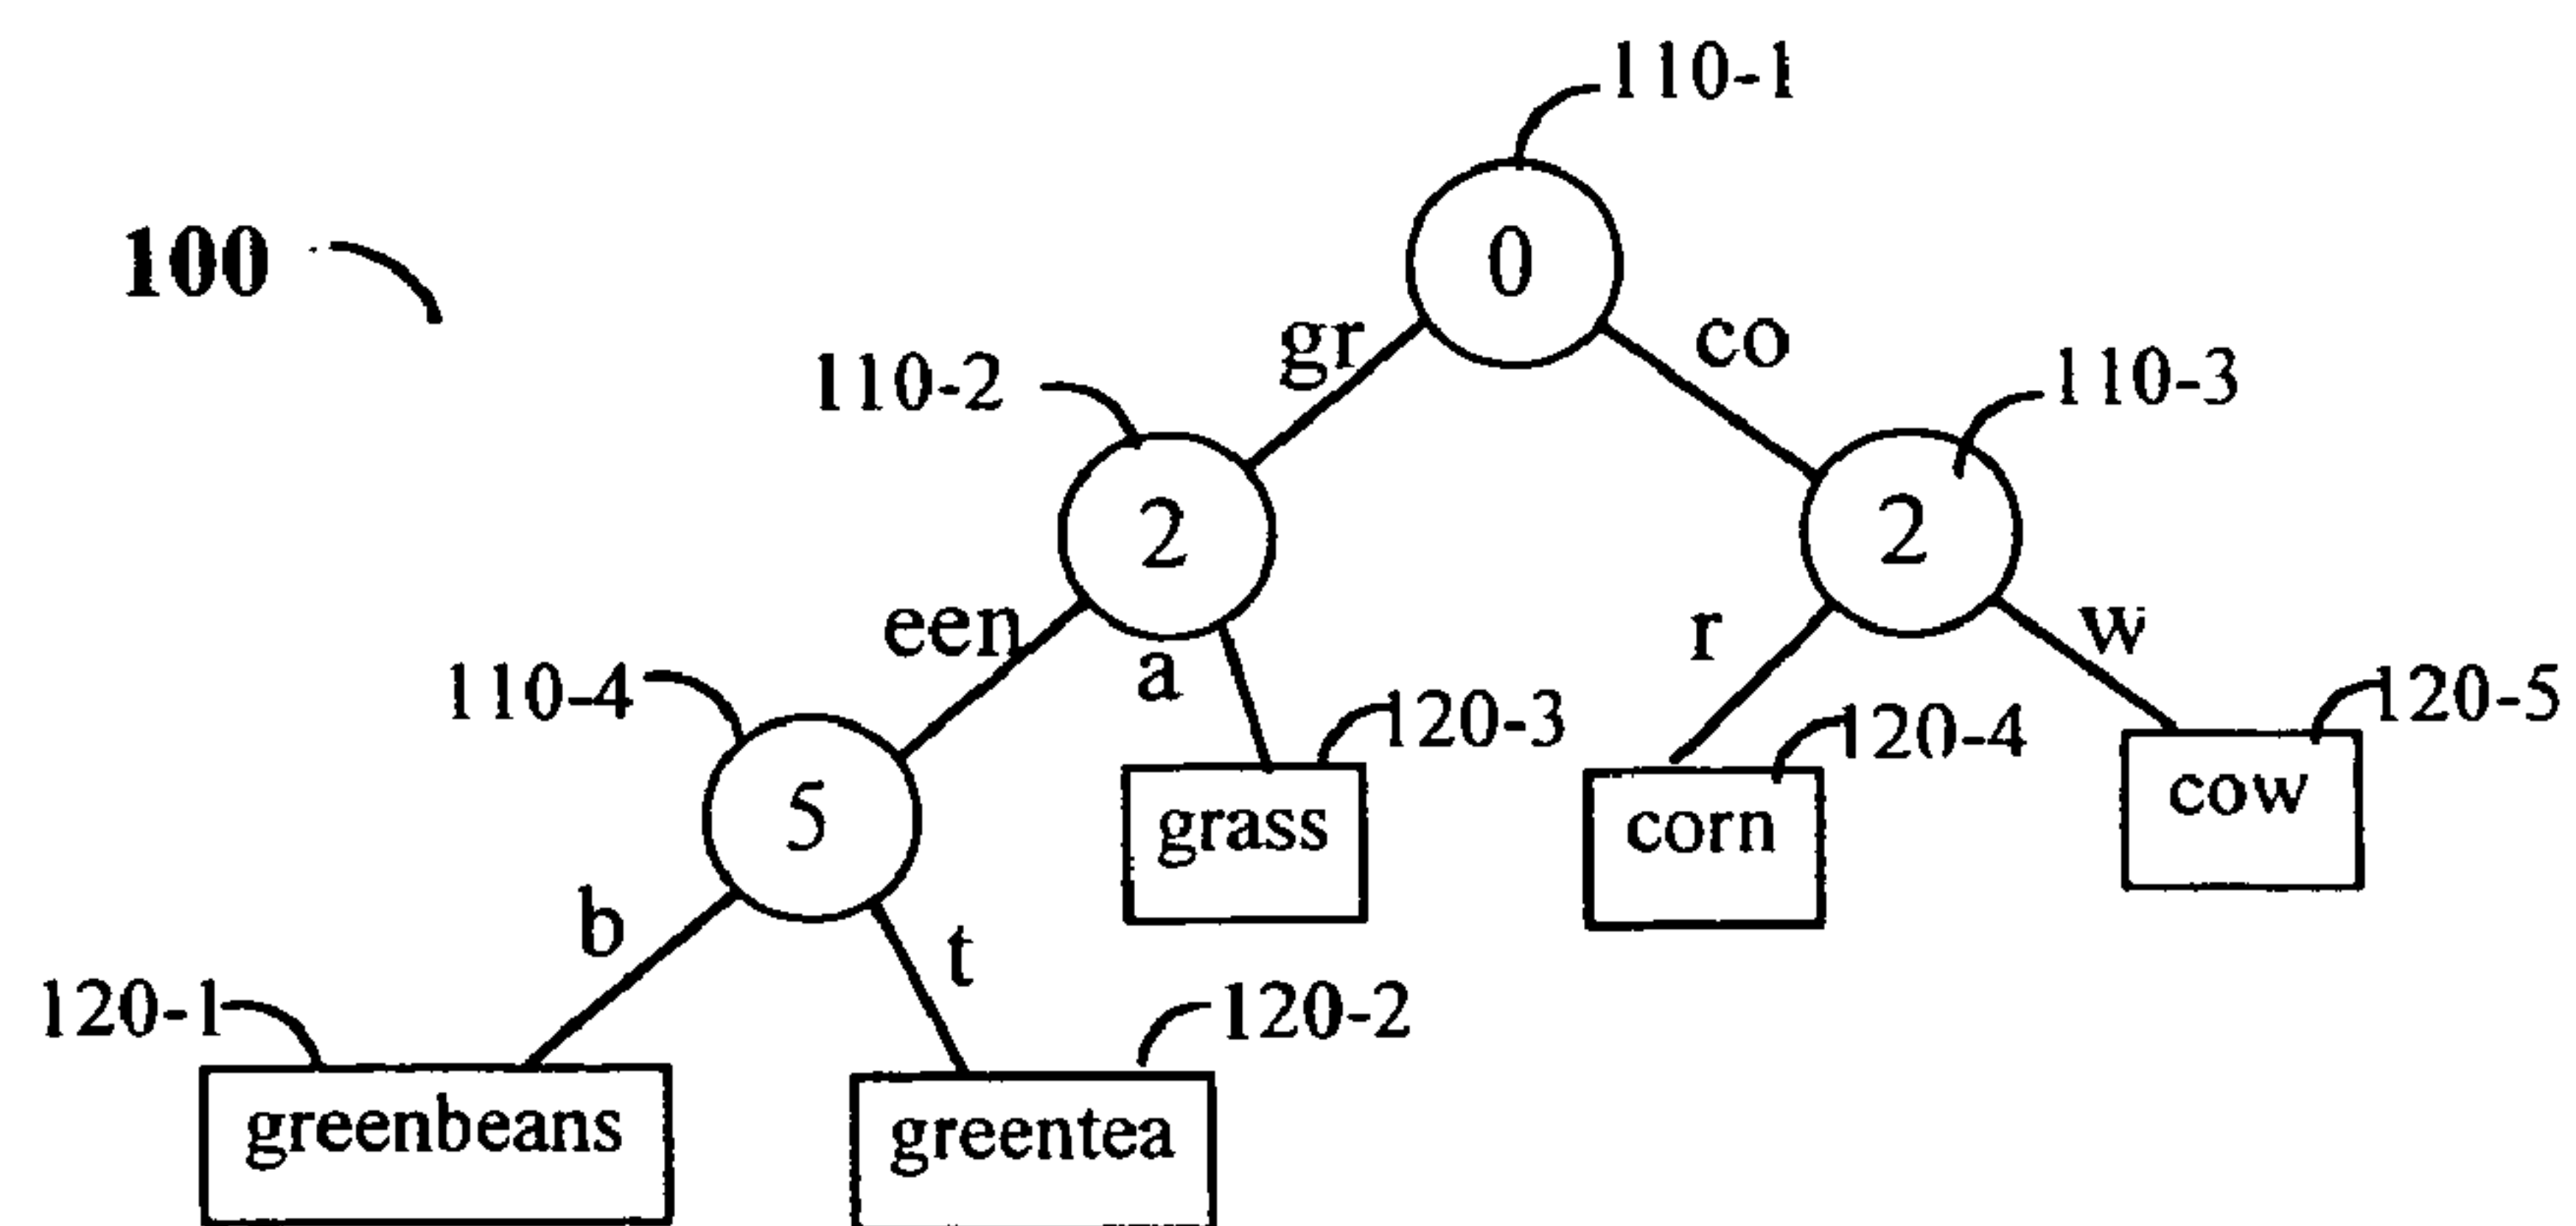 110-1
100
0
gr
co
110-2
110-3
2
2
een
a
r
w
110-4
120-3
120-4
120-5
5
grass
corn
cow
b
t
120-1
120-2
greenbeans
greentea